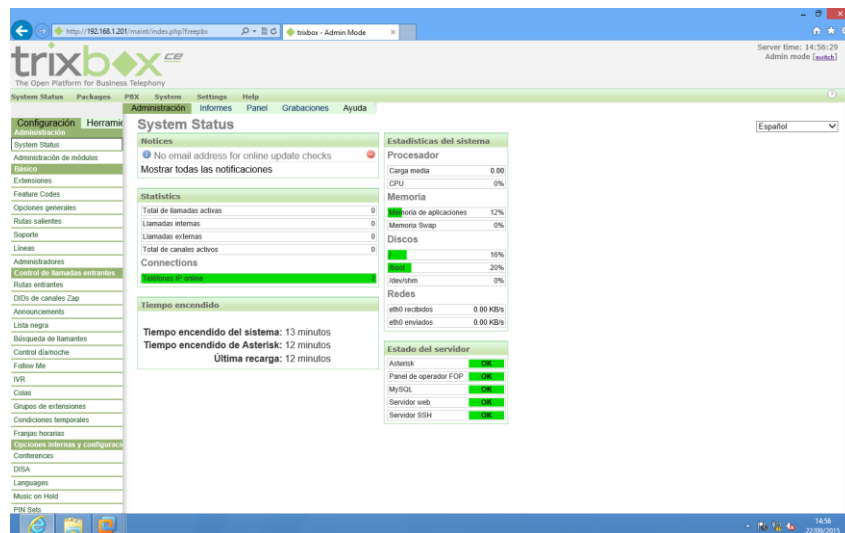 http://192.168.1.201/maint/index.php?freepbx
trixbox - Admin Mode
trixbox ce
The Open Platform for Business Telephony
Server time: 14:56:29
Admin mode [switch]
System Status Packages PBX System Settings Help
Administración Informes Panel Grabaciones Ayuda
Configuración Herramie
Administración
System Status
Administración de módulos
Básico
Extensiones
Feature Codes
Opciones generales
Rutas salientes
Soporte
Líneas
Administradores
Control de llamadas entrantes
Rutas entrantes
DIDs de canales Zap
Announcements
Lista negra
Búsqueda de llamantes
Control día/noche
Follow Me
IVR
Colas
Grupos de extensiones
Condiciones temporales
Franjas horarias
Opciones internas y configuraci
Conferences
DISA
Languages
Music on Hold
PIN Sets
System Status
Español
Notices
No email address for online update checks
Mostrar todas las notificaciones
Statistics
Total de llamadas activas 0
Llamadas internas 0
Llamadas externas 0
Total de canales activos 0
Connections
Teléfonos IP online 2
Tiempo encendido
Tiempo encendido del sistema: 13 minutos
Tiempo encendido de Asterisk: 12 minutos
Última recarga: 12 minutos
Estadísticas del sistema
Procesador
Carga media 0.00
CPU 0%
Memoria
Memoria de aplicaciones 12%
Memoria Swap 0%
Discos
/ 16%
/boot 20%
/dev/shm 0%
Redes
eth0 recibidos 0.00 KB/s
eth0 enviados 0.00 KB/s
Estado del servidor
Asterisk OK
Panel de operador FOP OK
MySQL OK
Servidor web OK
Servidor SSH OK
14:56
22/09/2015